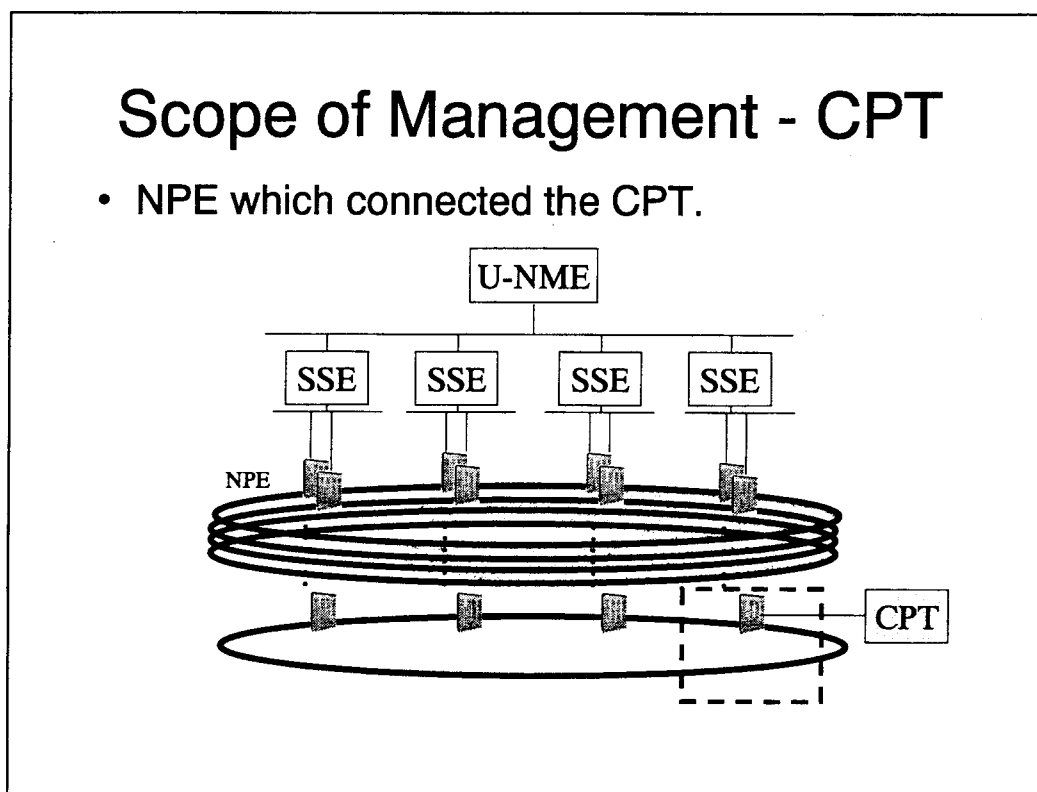 Scope of Management - CPT
• NPE which connected the CPT.
U-NME
SSE SSE SSE SSE
NPE
CPT